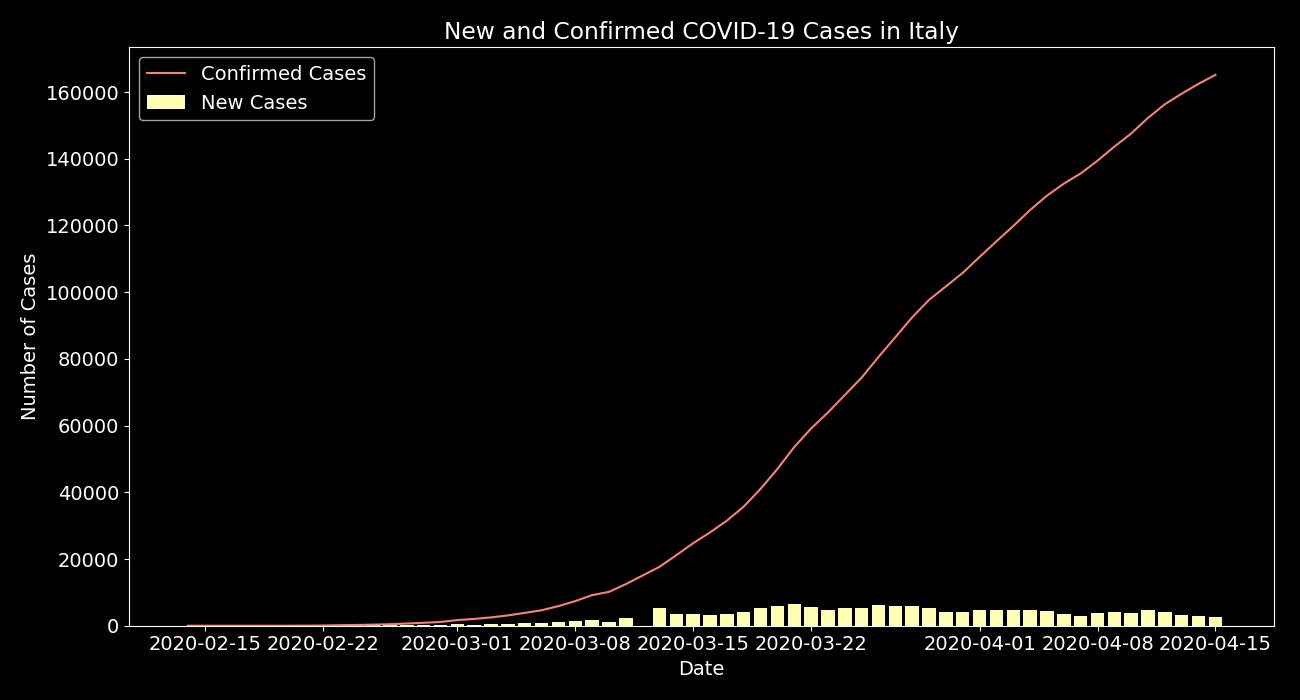 New and Confirmed COVID-19 Cases in Italy
Confirmed Cases
New Cases
160000
140000
120000
100000
80000
60000
40000
20000
0
Number of Cases
2020-02-15 2020-02-22 2020-03-01 2020-03-08 2020-03-15 2020-03-22 2020-04-01 2020-04-08 2020-04-15
Date